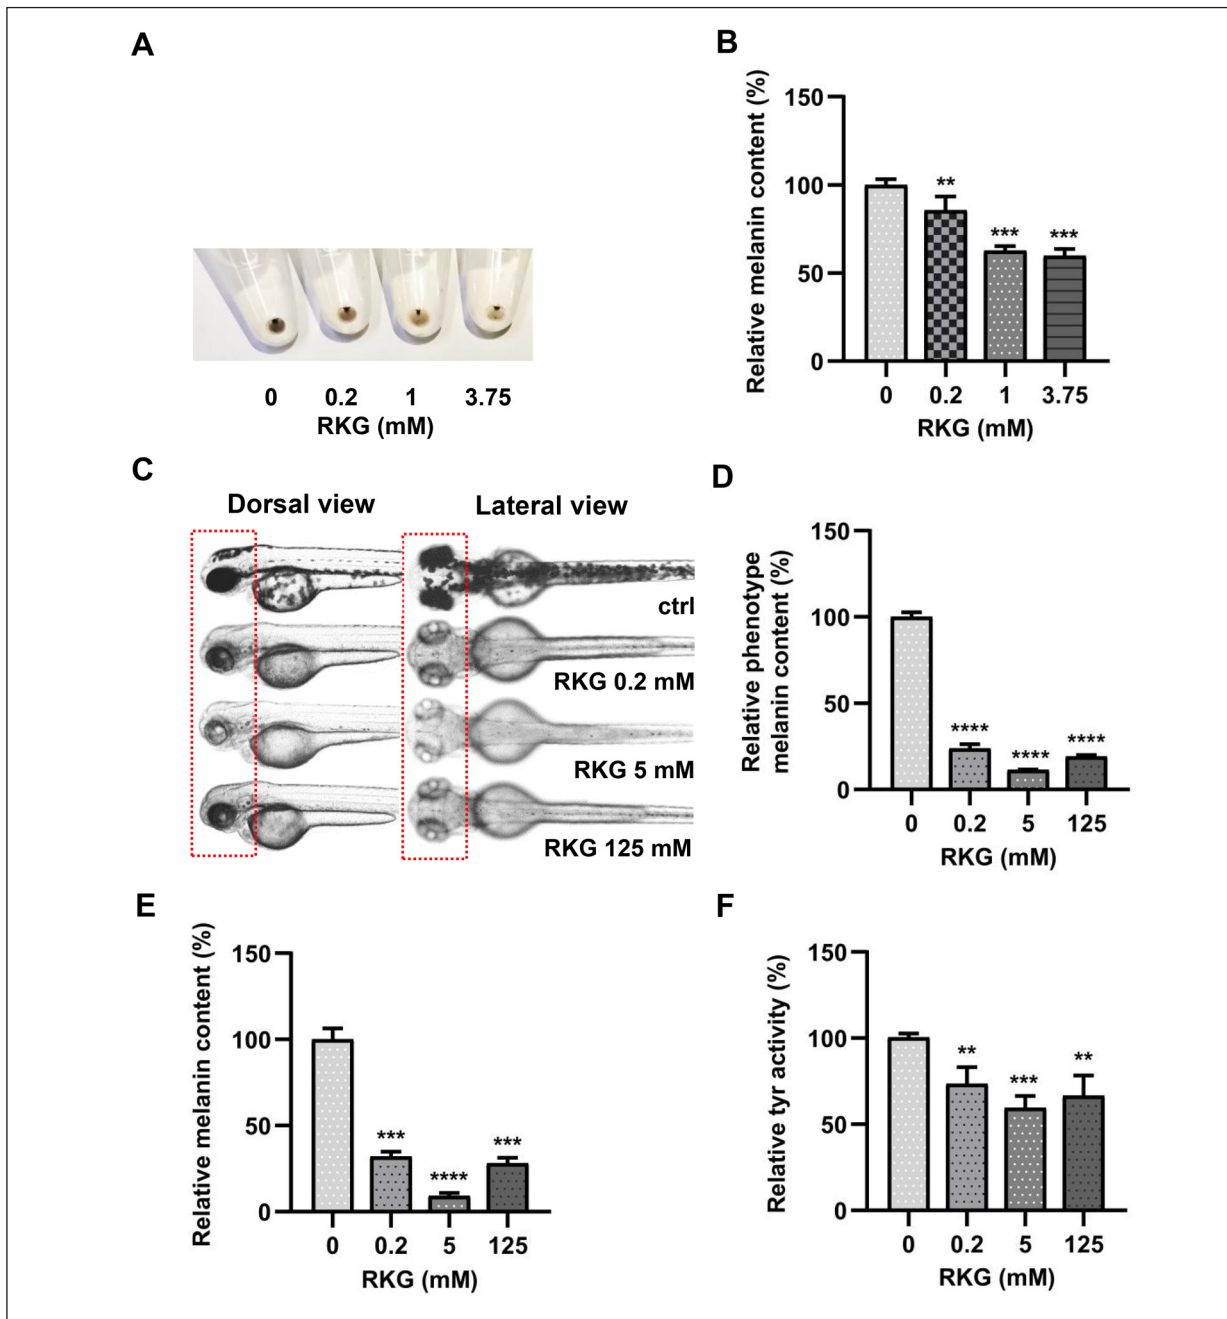 A
0 0.2 1 3.75
RKG (mM)
B
Relative melanin content (%)
150
100
50
0
** *** ***
0 0.2 1 3.75
RKG (mM)
C
Dorsal view Lateral view
ctrl
RKG 0.2 mM
RKG 5 mM
RKG 125 mM
D
Relative phenotype
melanin content (%)
150
100
50
0
**** **** ****
0 0.2 5 125
RKG (mM)
E
Relative melanin content (%)
150
100
50
0
*** **** ***
0 0.2 5 125
RKG (mM)
F
Relative tyr activity (%)
150
100
50
0
** *** **
0 0.2 5 125
RKG (mM)